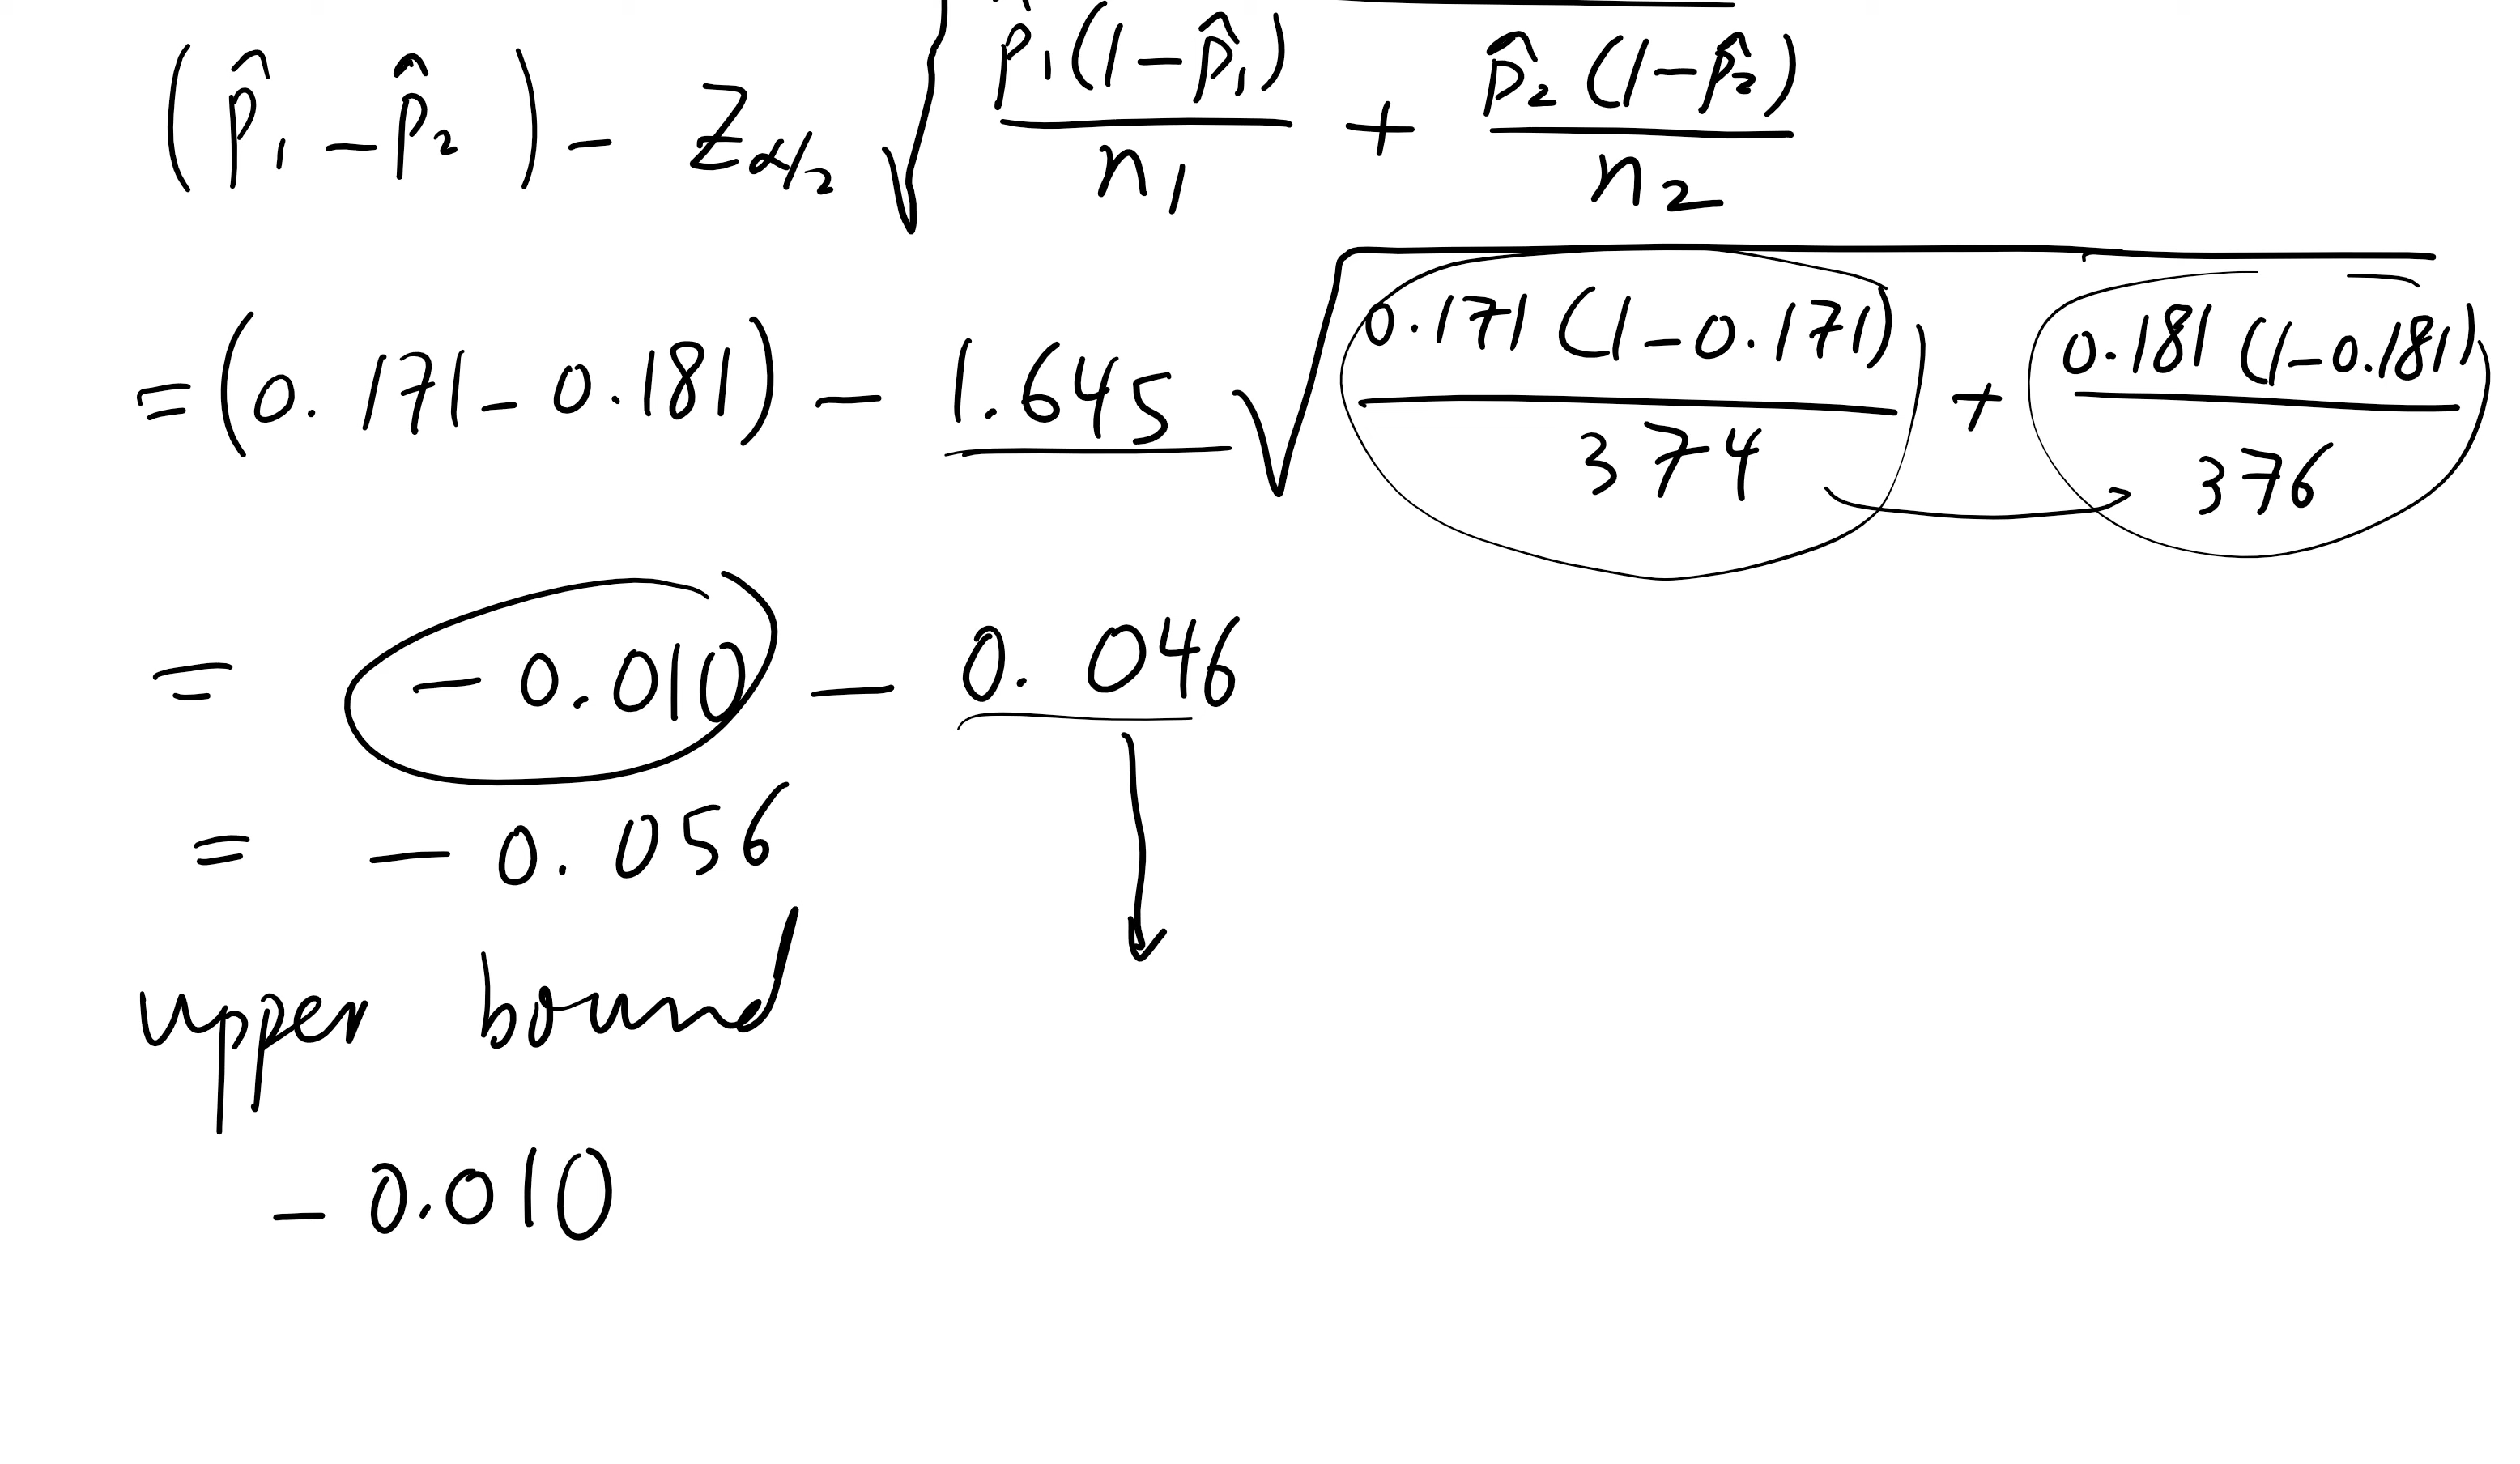 (p̂₁ − p̂₂) − Z_{α/2} √( p̂₁(1−p̂₁)/n₁ + p̂₂(1−p̂₂)/n₂ )
= (0.171 − 0.181) − 1.645 √( 0.171(1−0.171)/374 + 0.181(1−0.181)/376 )
= −0.010 − 0.046
= −0.056
upper bound
−0.010